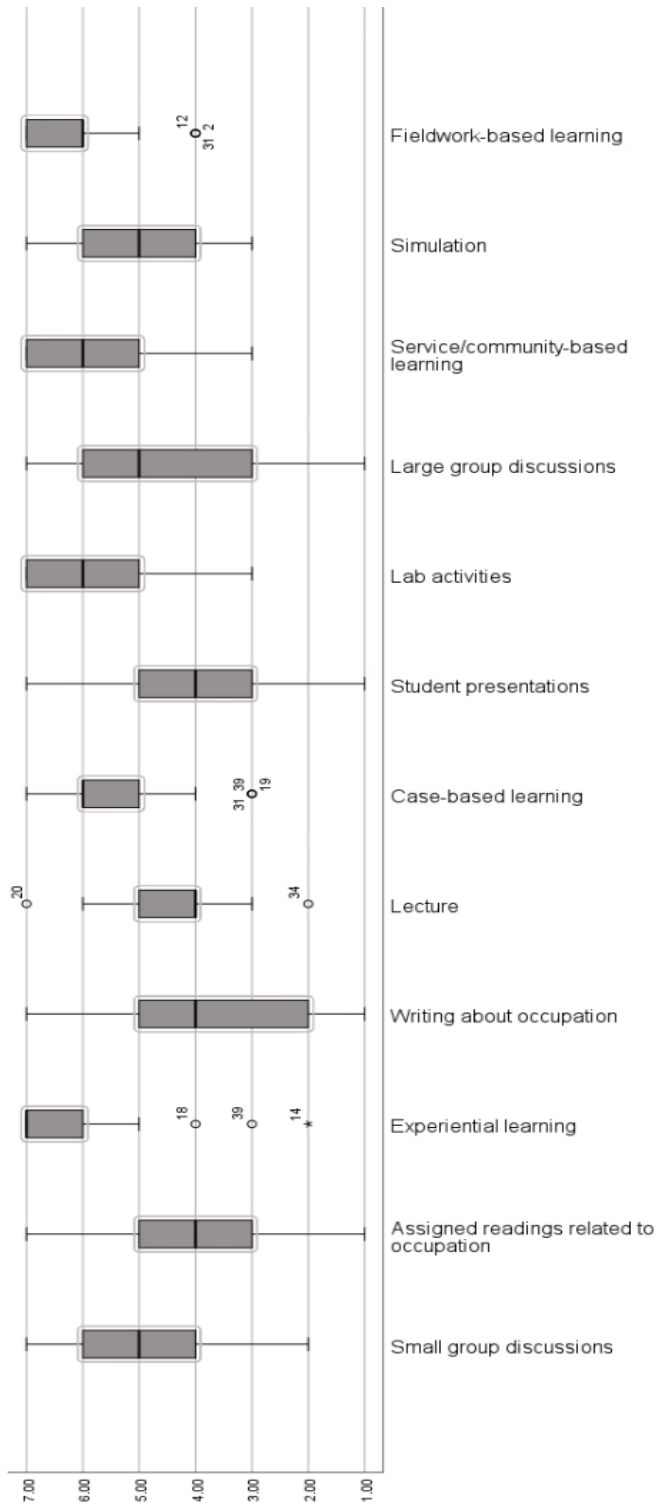 12
31 2
Fieldwork-based learning
Simulation
Service/community-based
learning
Large group discussions
Lab activities
Student presentations
31 39
19
Case-based learning
20
34
Lecture
Writing about occupation
18
39
14
Experiential learning
Assigned readings related to
occupation
Small group discussions
7.00 6.00 5.00 4.00 3.00 2.00 1.00